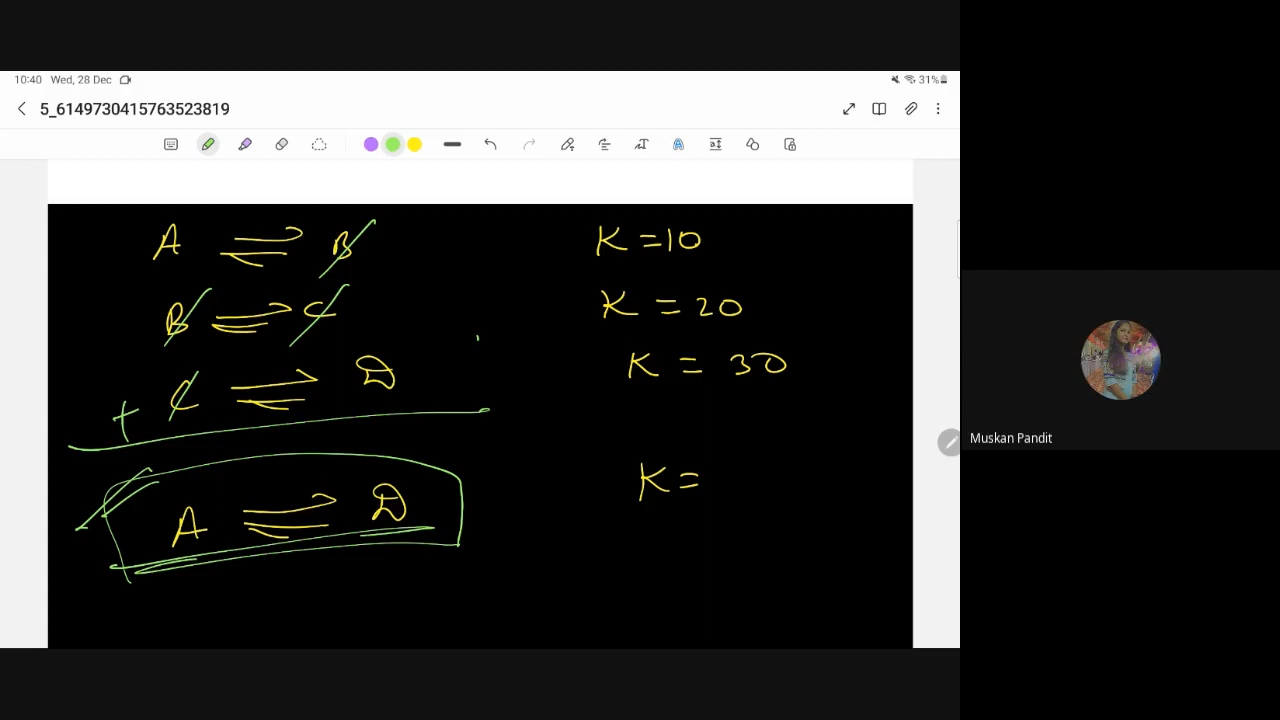 10:40 Wed, 28 Dec 31%
5_6149730415763523819
A ⇌ B K = 10
B ⇌ C K = 20
+ C ⇌ D K = 30
A ⇌ D K =
Muskan Pandit